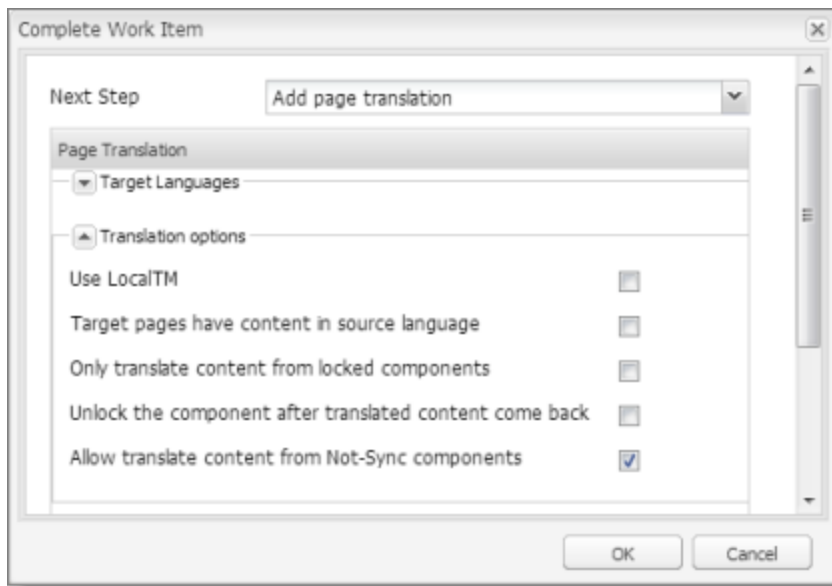 Complete Work Item
Next Step Add page translation
Page Translation
Target Languages
Translation options
Use LocalTM
Target pages have content in source language
Only translate content from locked components
Unlock the component after translated content come back
Allow translate content from Not-Sync components
OK Cancel